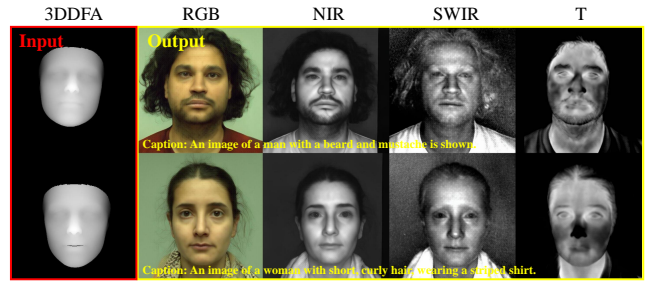 3DDFA RGB NIR SWIR T
Input Output
Caption: An image of a man with a beard and mustache is shown.
Caption: An image of a woman with short, curly hair, wearing a striped shirt.